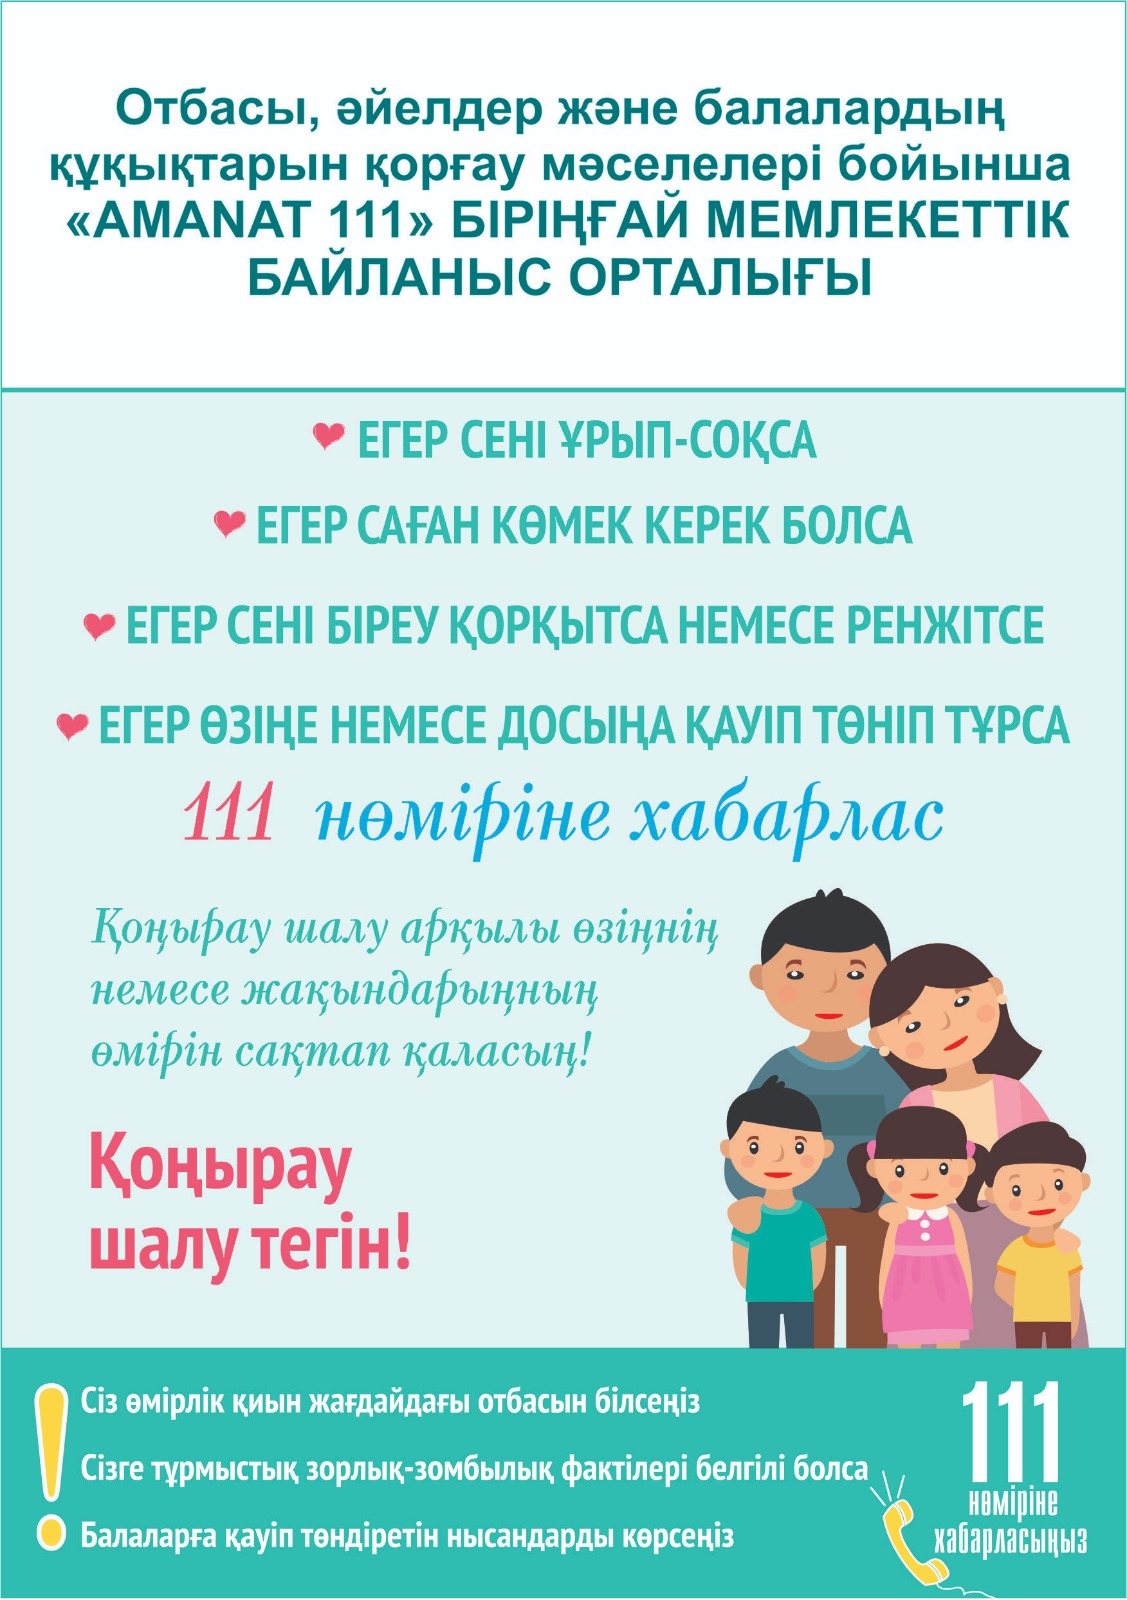 Отбасы, әйелдер және балалардың
құқықтарын қорғау мәселелері бойынша
«AMANAT 111» БІРІҢҒАЙ МЕМЛЕКЕТТІК
БАЙЛАНЫС ОРТАЛЫҒЫ
ЕГЕР СЕНІ ҰРЫП-СОҚСА
ЕГЕР САҒАН КӨМЕК КЕРЕК БОЛСА
ЕГЕР СЕНІ БІРЕУ ҚОРҚЫТСА НЕМЕСЕ РЕНЖІТСЕ
ЕГЕР ӨЗІҢЕ НЕМЕСЕ ДОСЫҢА ҚАУІП ТӨНІП ТҰРСА
111 нөміріне хабарлас
Қоңырау шалу арқылы өзіңнің
немесе жақындарыңның
өмірін сақтап қаласың!
Қоңырау
шалу тегін!
Сіз өмірлік қиын жағдайдағы отбасын білсеңіз
Сізге тұрмыстық зорлық-зомбылық фактілері белгілі болса
Балаларға қауіп төндіретін нысандарды көрсеңіз
111
нөміріне
хабарласыңыз